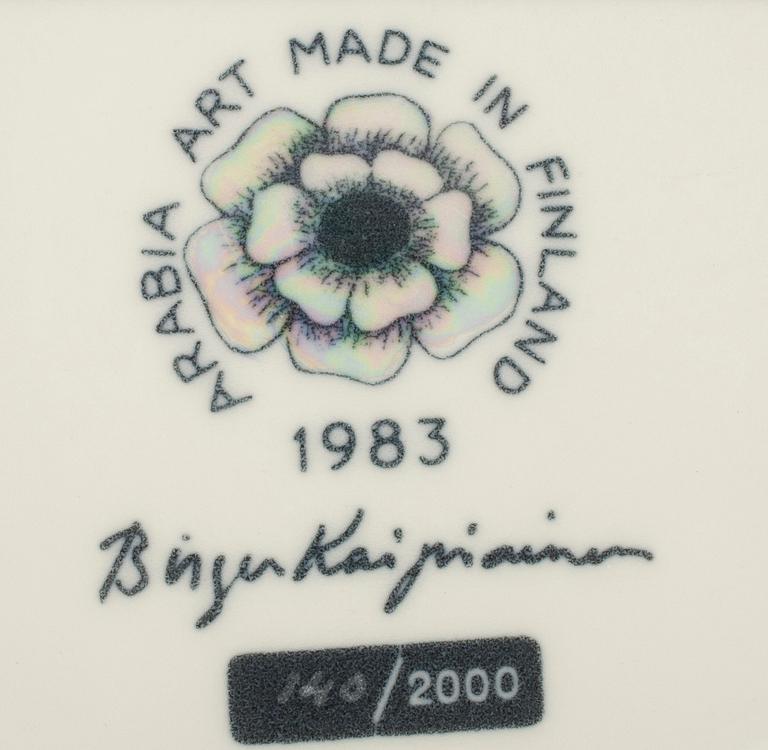 ARABIA ART MADE IN FINLAND
1983
Birger Kaipiainen
140/2000